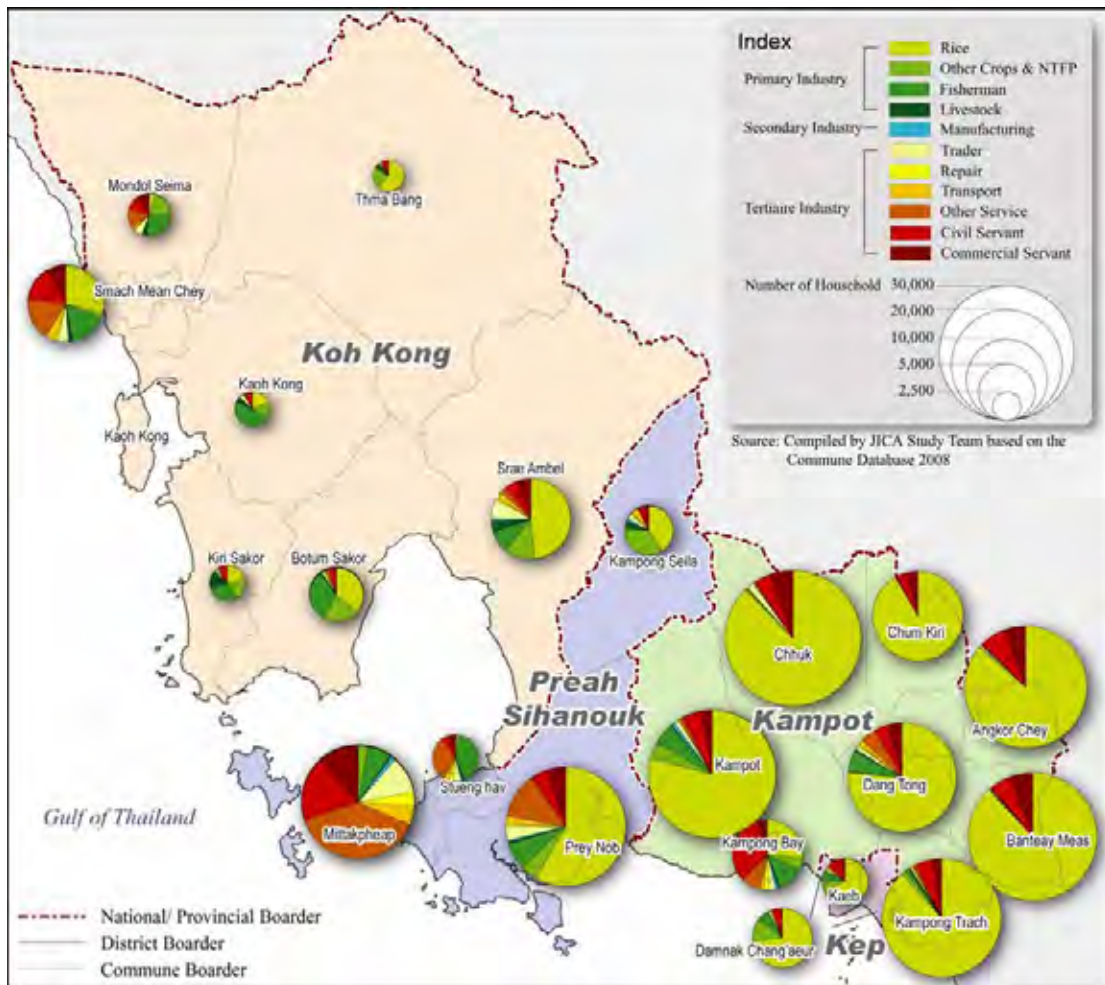 Index
Primary Industry
Secondary Industry
Tertiaire Industry
Rice
Other Crops & NTFP
Fisherman
Livestock
Manufacturing
Trader
Repair
Transport
Other Service
Civil Servant
Commercial Servant
Number of Household
30,000
20,000
10,000
5,000
2,500
Source: Compiled by JICA Study Team based on the
Commune Database 2008
Mondol Seima
Thma Bang
Smach Mean Chey
Koh Kong
Kaoh Kong
Kaoh Kong
Srae Ambel
Kampong Seila
Kiri Sakor
Botum Sakor
Chhuk
Chum Kiri
Preah
Sihanouk
Kampot
Angkor Chey
Kampot
Dang Tong
Stueng hav
Gulf of Thailand
Mittakpheap
Prey Nob
Kampong Bay
Banteay Meas
Kaeb
Kampong Trach
Damnak Chang'aeur
Kep
National/ Provincial Boarder
District Boarder
Commune Boarder